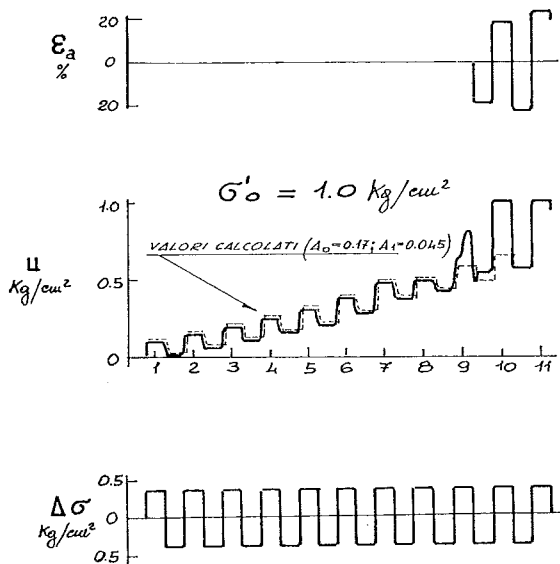 20
εa
%
0
20
σ'o = 1.0 Kg/cm²
1.0
VALORI CALCOLATI (Ao=0.17; A1=0.045)
u
Kg/cm²
0.5
0
1 2 3 4 5 6 7 8 9 10 11
0.5
Δσ
Kg/cm²
0
0.5